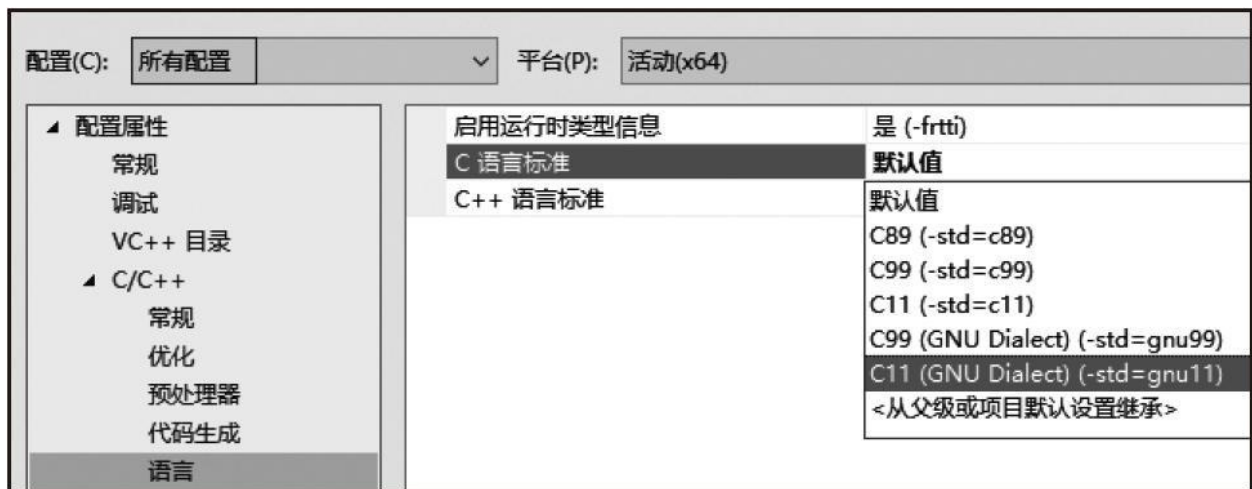 配置(C): 所有配置 平台(P): 活动(x64)
配置属性
常规
调试
VC++ 目录
C/C++
常规
优化
预处理器
代码生成
语言
启用运行时类型信息 是 (-frtti)
C 语言标准 默认值
C++ 语言标准
默认值
C89 (-std=c89)
C99 (-std=c99)
C11 (-std=c11)
C99 (GNU Dialect) (-std=gnu99)
C11 (GNU Dialect) (-std=gnu11)
<从父级或项目默认设置继承>